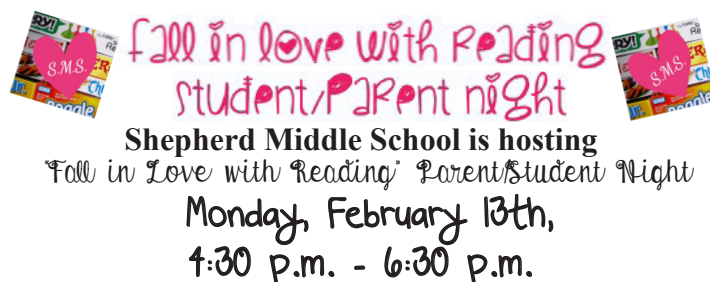 Fall in love with Reading
Student/Parent night
S.M.S.
S.M.S.
Shepherd Middle School is hosting
"Fall in Love with Reading" Parent/Student Night
Monday, February 13th,
4:30 p.m. - 6:30 p.m.